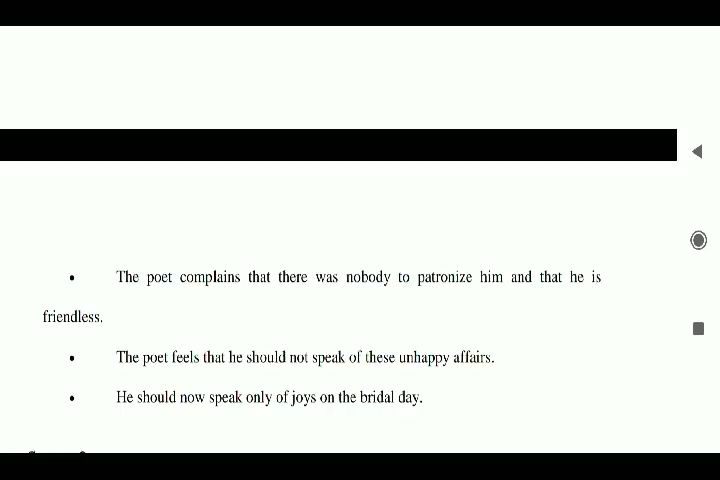 • The poet complains that there was nobody to patronize him and that he is
friendless.
• The poet feels that he should not speak of these unhappy affairs.
• He should now speak only of joys on the bridal day.